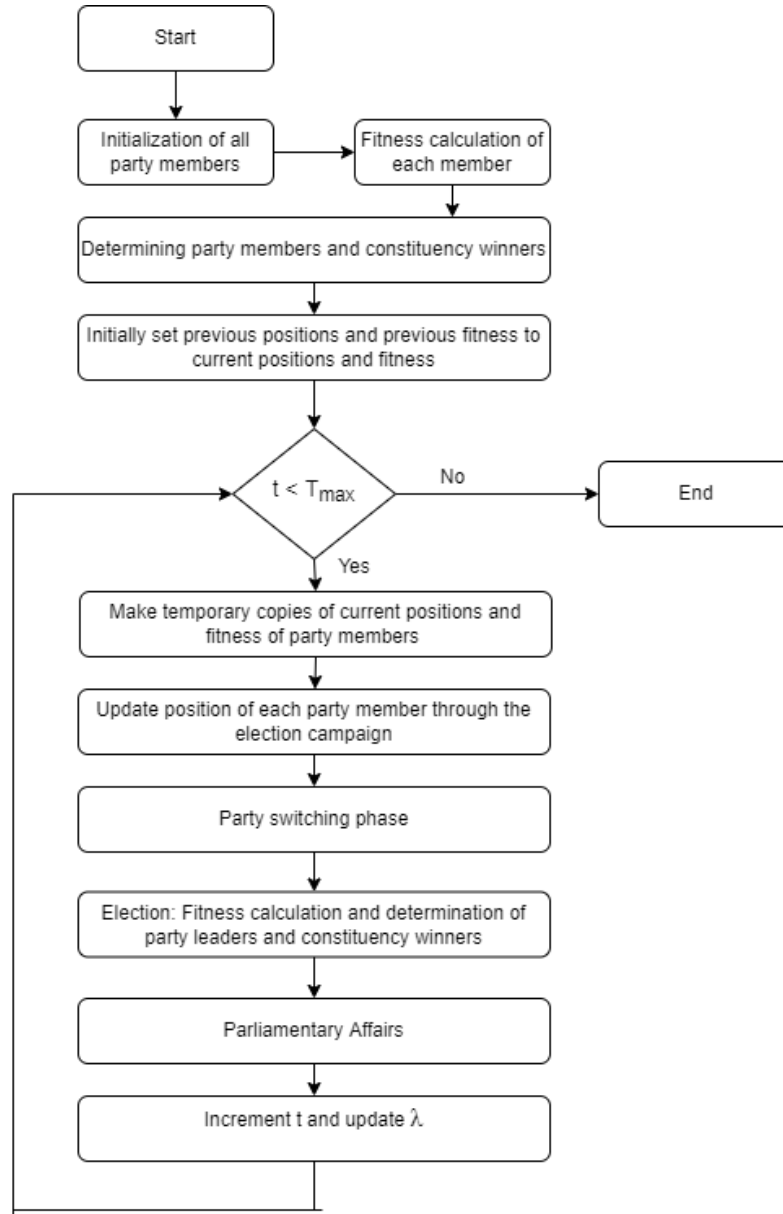 Start
Initialization of all
party members
Fitness calculation of
each member
Determining party members and constituency winners
Initially set previous positions and previous fitness to
current positions and fitness
t < Tmax
No
End
Yes
Make temporary copies of current positions and
fitness of party members
Update position of each party member through the
election campaign
Party switching phase
Election: Fitness calculation and determination of
party leaders and constituency winners
Parliamentary Affairs
Increment t and update λ